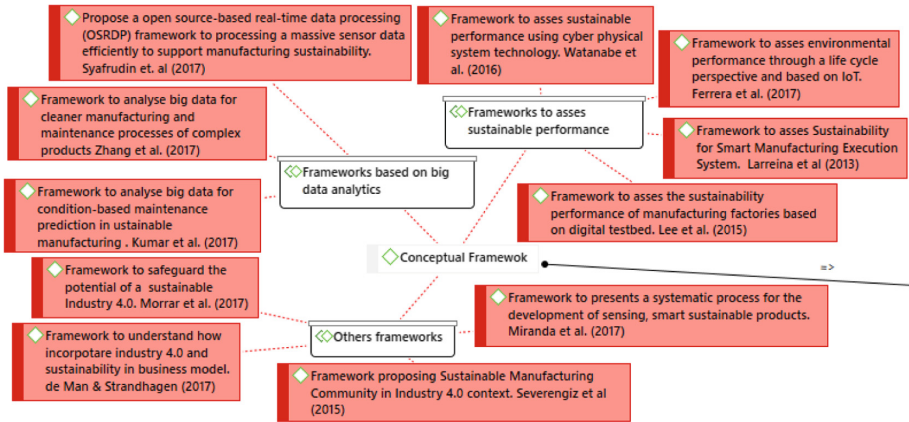 Propose a open source-based real-time data processing
(OSRDP) framework to processing a massive sensor data
efficiently to support manufacturing sustainability.
Syafrudin et. al (2017)
Framework to asses sustainable
performance using cyber physical
system technology. Watanabe et
al. (2016)
Framework to asses environmental
performance through a life cycle
perspective and based on IoT.
Ferrera et al. (2017)
Framework to analyse big data for
cleaner manufacturing and
maintenance processes of complex
products Zhang et al. (2017)
Frameworks to asses
sustainable performance
Framework to asses Sustainability
for Smart Manufacturing Execution
System. Larreina et al (2013)
Frameworks based on big
data analytics
Framework to analyse big data for
condition-based maintenance
prediction in ustainable
manufacturing . Kumar et al. (2017)
Framework to asses the sustainability
performance of manufacturing factories based
on digital testbed. Lee et al. (2015)
Conceptual Framewok
=>
Framework to safeguard the
potential of a sustainable
Industry 4.0. Morrar et al. (2017)
Framework to presents a systematic process for the
development of sensing, smart sustainable products.
Miranda et al. (2017)
Others frameworks
Framework to understand how
incorpotare industry 4.0 and
sustainability in business model.
de Man & Strandhagen (2017)
Framework proposing Sustainable Manufacturing
Community in Industry 4.0 context. Severengiz et al
(2015)